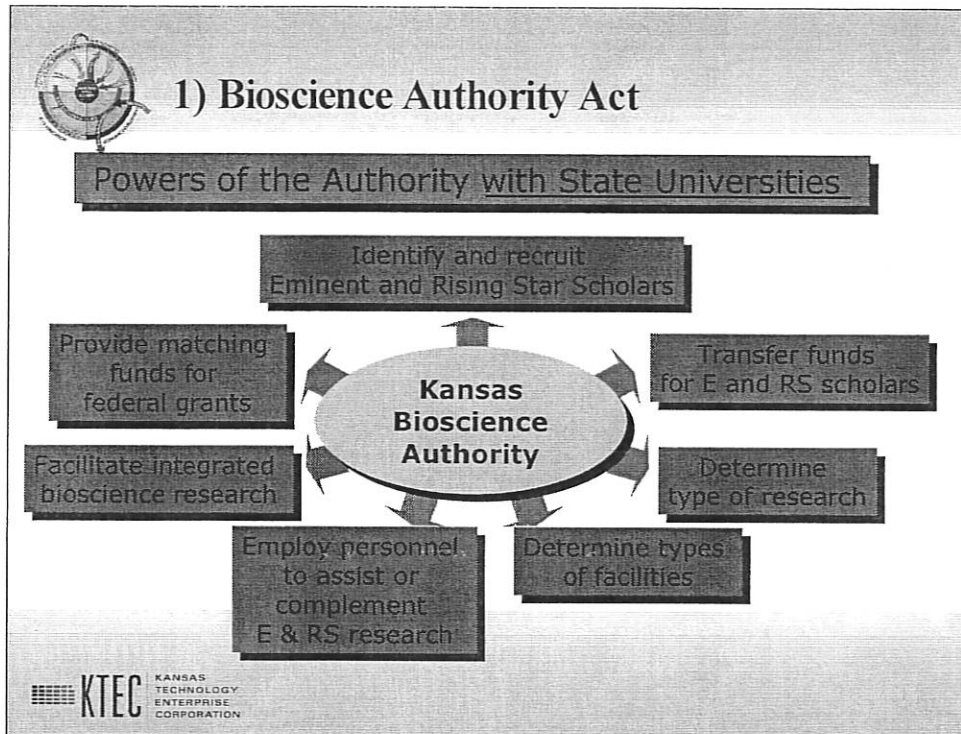 1) Bioscience Authority Act
Powers of the Authority with State Universities
Identify and recruit
Eminent and Rising Star Scholars
Provide matching
funds for
federal grants
Transfer funds
for E and RS scholars
Kansas
Bioscience
Authority
Facilitate integrated
bioscience research
Determine
type of research
Employ personnel
to assist or
complement
E & RS research
Determine types
of facilities
KTEC
KANSAS
TECHNOLOGY
ENTERPRISE
CORPORATION